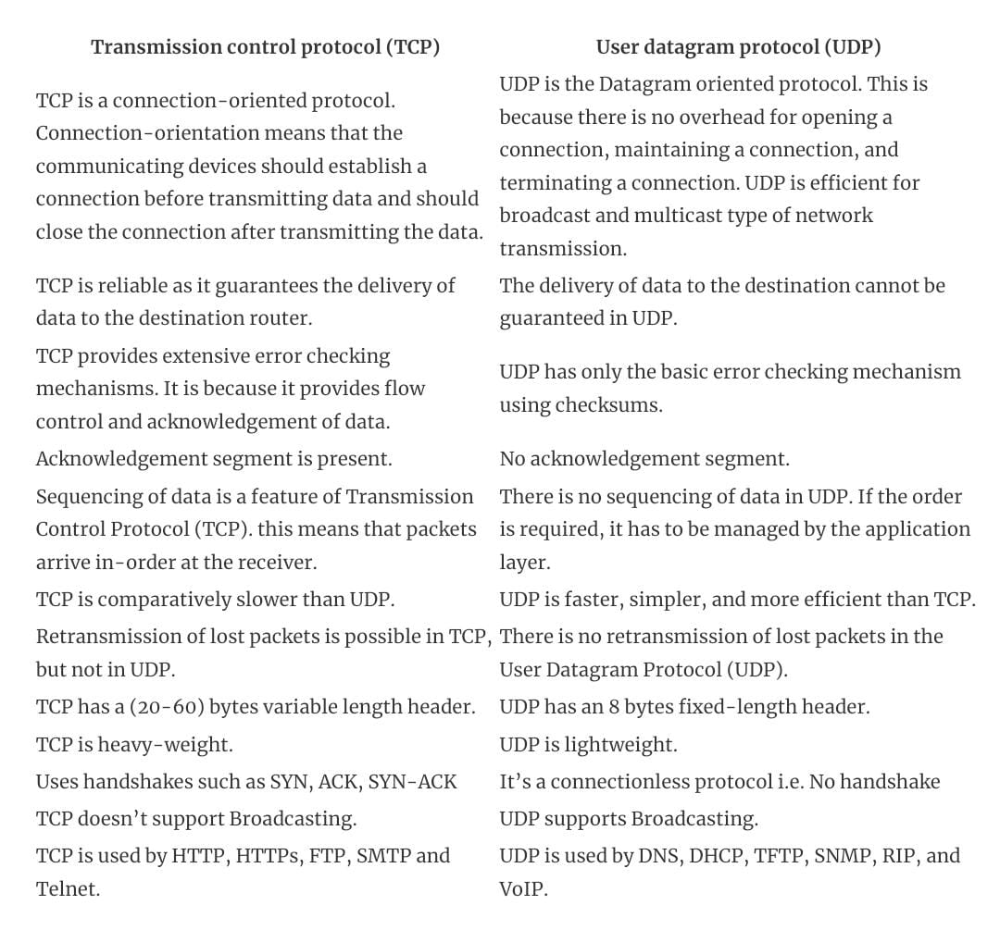 Transmission control protocol (TCP)
User datagram protocol (UDP)
TCP is a connection-oriented protocol.
Connection-orientation means that the
communicating devices should establish a
connection before transmitting data and should
close the connection after transmitting the data.
UDP is the Datagram oriented protocol. This is
because there is no overhead for opening a
connection, maintaining a connection, and
terminating a connection. UDP is efficient for
broadcast and multicast type of network
transmission.
TCP is reliable as it guarantees the delivery of
data to the destination router.
The delivery of data to the destination cannot be
guaranteed in UDP.
TCP provides extensive error checking
mechanisms. It is because it provides flow
control and acknowledgement of data.
UDP has only the basic error checking mechanism
using checksums.
Acknowledgement segment is present.
No acknowledgement segment.
Sequencing of data is a feature of Transmission
Control Protocol (TCP). this means that packets
arrive in-order at the receiver.
There is no sequencing of data in UDP. If the order
is required, it has to be managed by the application
layer.
TCP is comparatively slower than UDP.
UDP is faster, simpler, and more efficient than TCP.
Retransmission of lost packets is possible in TCP,
but not in UDP.
There is no retransmission of lost packets in the
User Datagram Protocol (UDP).
TCP has a (20-60) bytes variable length header.
UDP has an 8 bytes fixed-length header.
TCP is heavy-weight.
UDP is lightweight.
Uses handshakes such as SYN, ACK, SYN-ACK
It’s a connectionless protocol i.e. No handshake
TCP doesn’t support Broadcasting.
UDP supports Broadcasting.
TCP is used by HTTP, HTTPs, FTP, SMTP and
Telnet.
UDP is used by DNS, DHCP, TFTP, SNMP, RIP, and
VoIP.